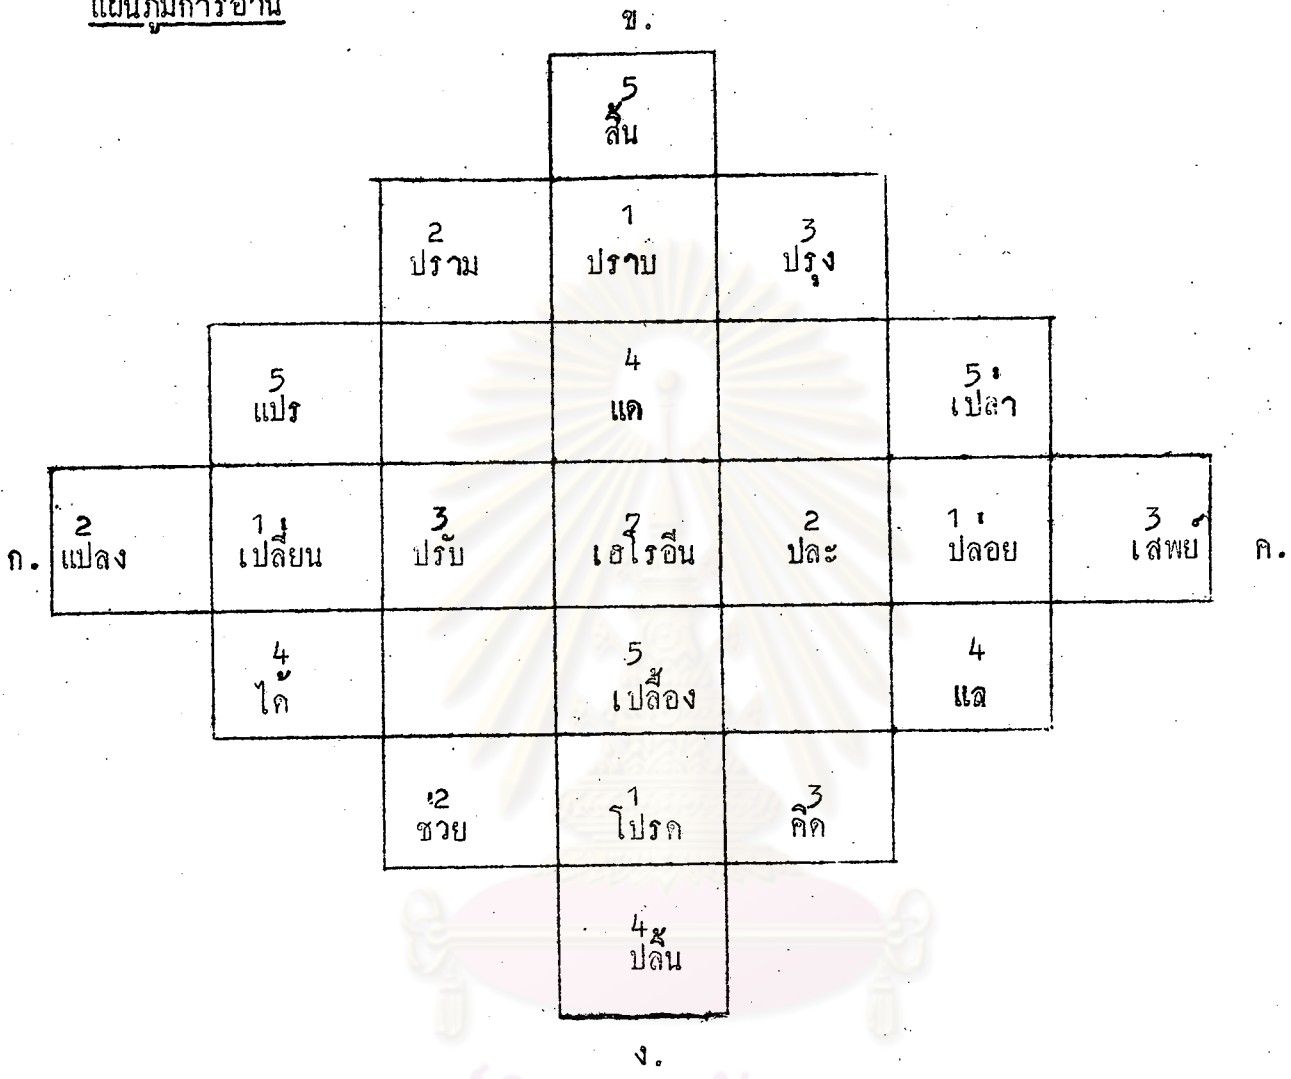 แผนภูมิการอ่าน
ข.
5
สิ้น
2 1 3
ปราม ปราบ ปรุง
5 4 5
แปร แด เปล่า
2 1 3 7 2 1 3
ก. แปลง เปลี่ยน ปรับ เฮโรอีน ปละ ปล่อย เสพย์ ค.
4 5 4
ได้ เปลื้อง แล
2 1 3
ช่วย โปรด คิด
4
ปลิ้น
ง.